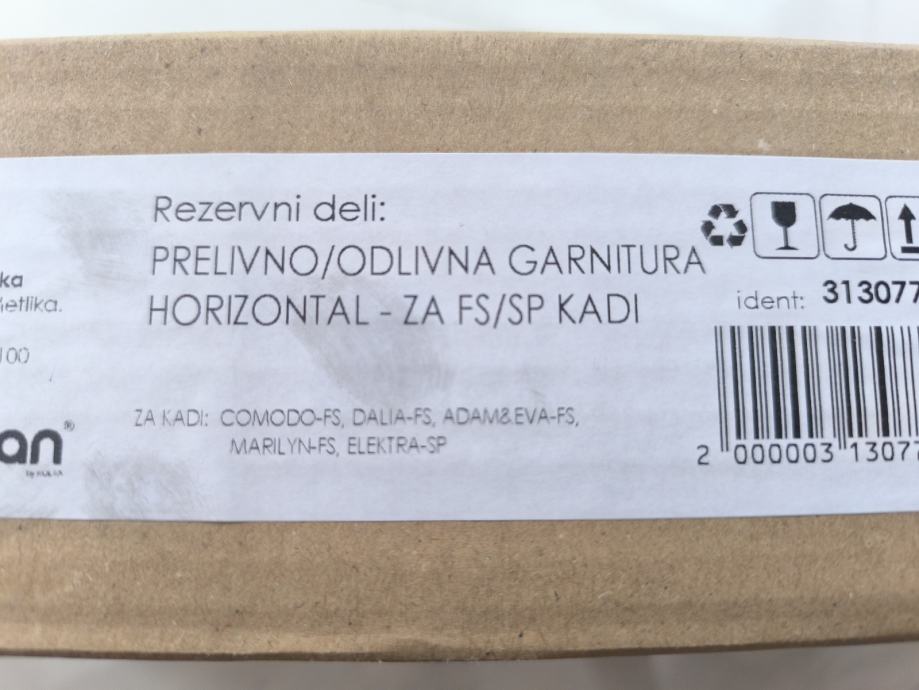 Rezervni deli:
PRELIVNO/ODLIVNA GARNITURA
HORIZONTAL - ZA FS/SP KADI
ZA KADI: COMODO-FS, DALIA-FS, ADAM&EVA-FS,
MARILYN-FS, ELEKTRA-SP
ka
etlika.
100
an®
ident: 313077
2 000003 13077